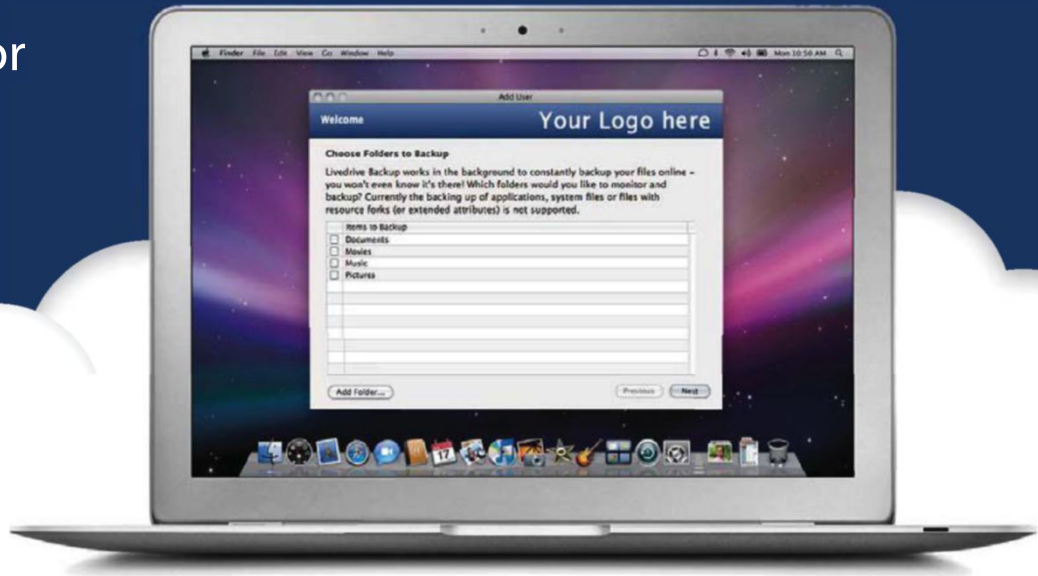 or
Finder File Edit View Go Window Help
Mon 10:50 AM
Add User
Welcome
Your Logo here
Choose Folders to Backup
Livedrive Backup works in the background to constantly backup your files online –
you won't even know it's there! Which folders would you like to monitor and
backup? Currently the backing up of applications, system files or files with
resource forks (or extended attributes) is not supported.
Items to Backup
Documents
Movies
Music
Pictures
Add Folder...
Previous
Next
17